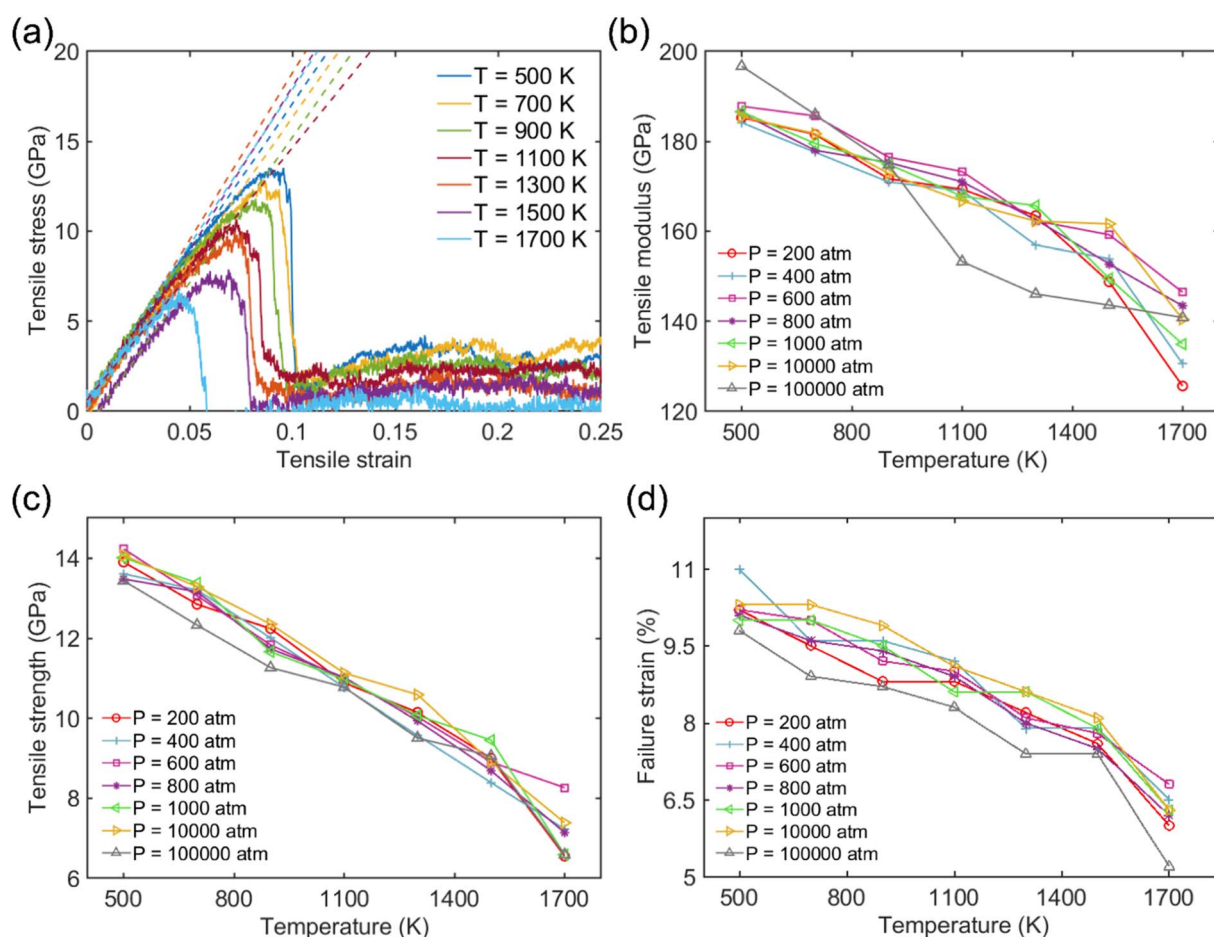 (a)
20
15
10
5
0
Tensile stress (GPa)
T = 500 K
T = 700 K
T = 900 K
T = 1100 K
T = 1300 K
T = 1500 K
T = 1700 K
0 0.05 0.1 0.15 0.2 0.25
Tensile strain
(b)
200
180
160
140
120
Tensile modulus (GPa)
P = 200 atm
P = 400 atm
P = 600 atm
P = 800 atm
P = 1000 atm
P = 10000 atm
P = 100000 atm
500 800 1100 1400 1700
Temperature (K)
(c)
14
12
10
8
6
Tensile strength (GPa)
P = 200 atm
P = 400 atm
P = 600 atm
P = 800 atm
P = 1000 atm
P = 10000 atm
P = 100000 atm
500 800 1100 1400 1700
Temperature (K)
(d)
11
9.5
8
6.5
5
Failure strain (%)
P = 200 atm
P = 400 atm
P = 600 atm
P = 800 atm
P = 1000 atm
P = 10000 atm
P = 100000 atm
500 800 1100 1400 1700
Temperature (K)